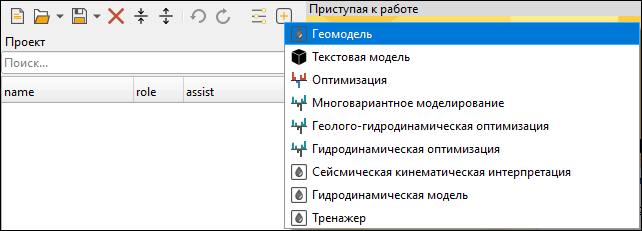 Приступая к работе
Проект
Поиск...
name role assist
Геомодель
Текстовая модель
Оптимизация
Многовариантное моделирование
Геолого-гидродинамическая оптимизация
Гидродинамическая оптимизация
Сейсмическая кинематическая интерпретация
Гидродинамическая модель
Тренажер